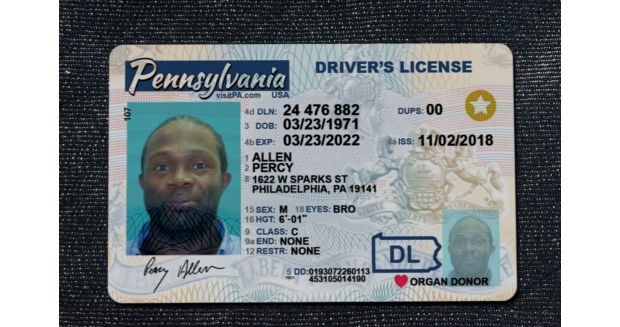 Pennsylvania
visitPA.com USA
DRIVER'S LICENSE
4d DLN: 24 476 882
DUPS: 00
3 DOB: 03/23/1971
4b EXP: 03/23/2022
4a ISS: 11/02/2018
1 ALLEN
2 PERCY
8 1622 W SPARKS ST
PHILADELPHIA, PA 19141
15 SEX: M 18 EYES: BRO
16 HGT: 6'-01"
9 CLASS: C
9a END: NONE
12 RESTR: NONE
DL
Percy Allen
5 DD: 0193072260113
453105014190
ORGAN DONOR